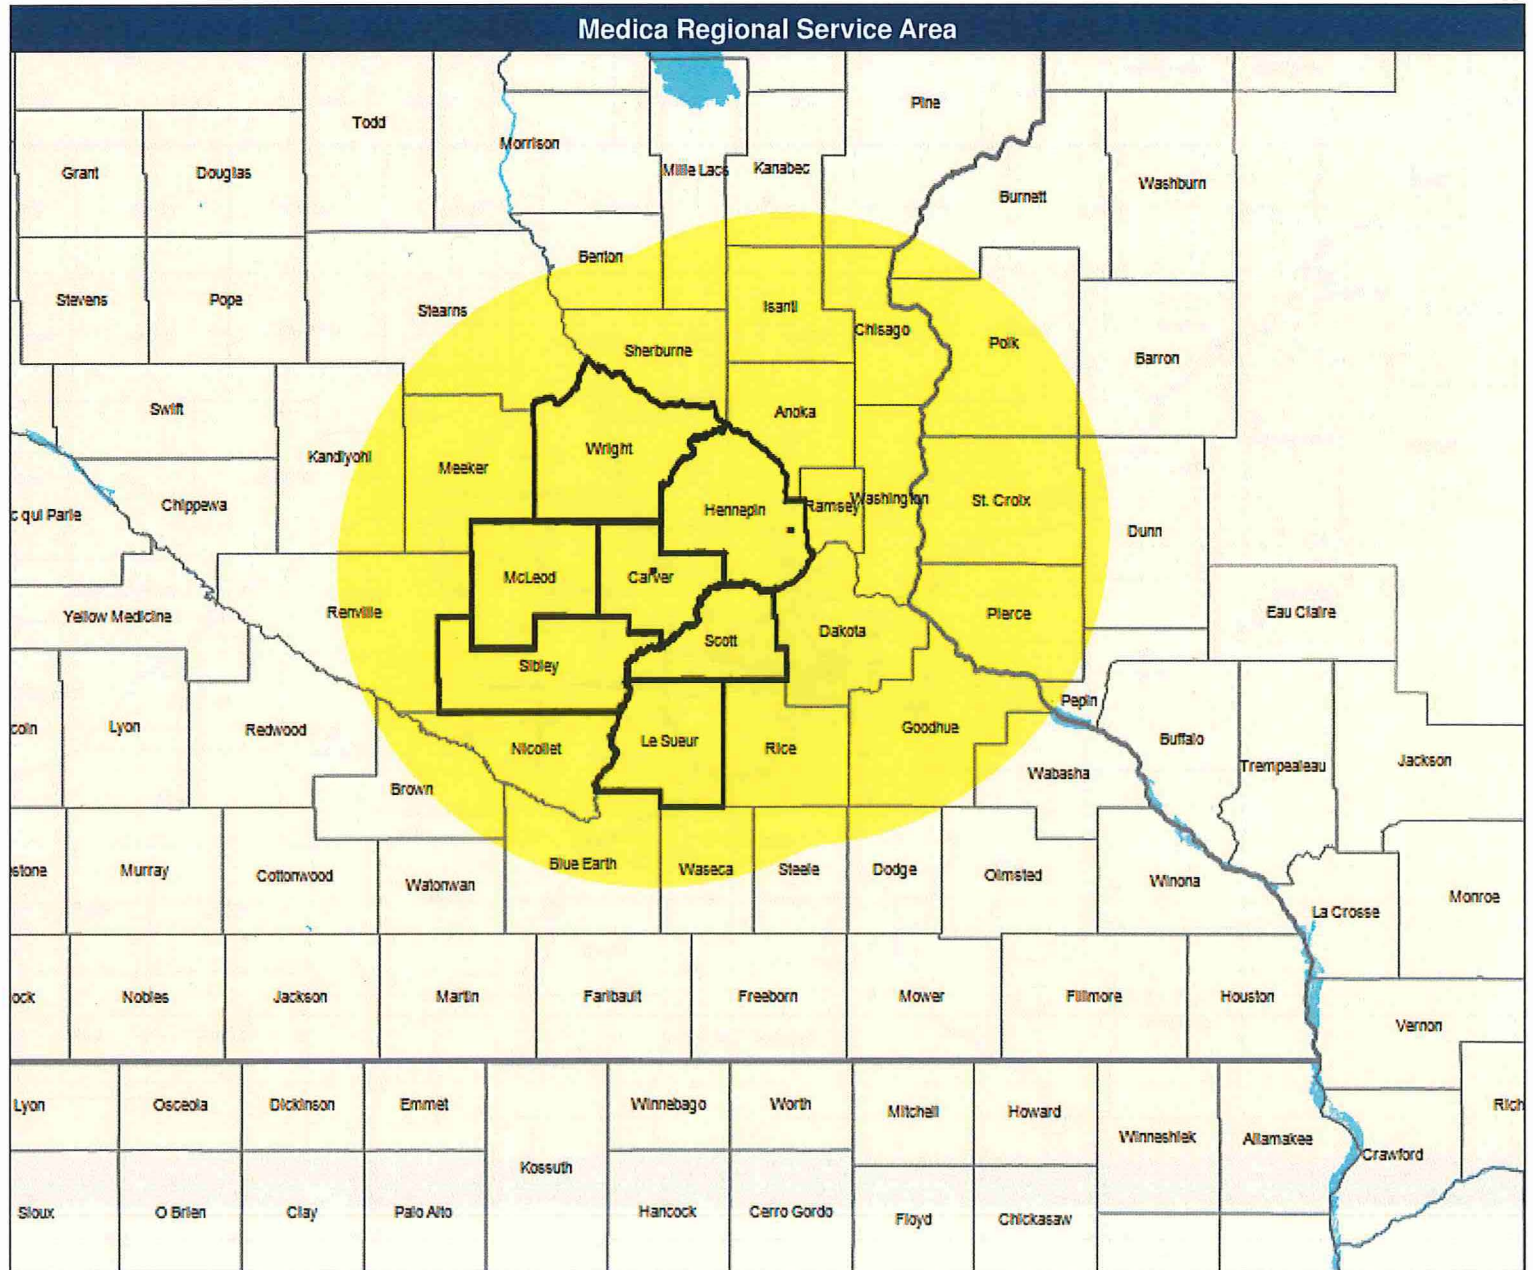 Medica Regional Service Area
Pine
Todd
Morrison
Mille Lacs
Kanabec
Grant
Douglas
Washburn
Burnett
Benton
Stevens
Pope
Stearns
Isanti
Chisago
Sherburne
Polk
Barron
Swift
Anoka
Wright
Kandiyohi
Meeker
Chippewa
c qui Parle
Hennepin
Ramsey
Washington
St. Croix
Dunn
McLeod
Carver
Yellow Medicine
Renville
Pierce
Eau Claire
Dakota
Scott
Sibley
Pepin
coln
Lyon
Redwood
Nicollet
Le Sueur
Rice
Goodhue
Buffalo
Trempealeau
Jackson
Brown
Wabasha
stone
Murray
Cottonwood
Watonwan
Blue Earth
Waseca
Steele
Dodge
Olmsted
Winona
La Crosse
Monroe
ock
Nobles
Jackson
Martin
Faribault
Freeborn
Mower
Fillmore
Houston
Vernon
Lyon
Osceola
Dickinson
Emmet
Winnebago
Worth
Mitchell
Howard
Winneshiek
Allamakee
Crawford
Rich
Kossuth
Sioux
O Brien
Clay
Palo Alto
Hancock
Cerro Gordo
Floyd
Chickasaw